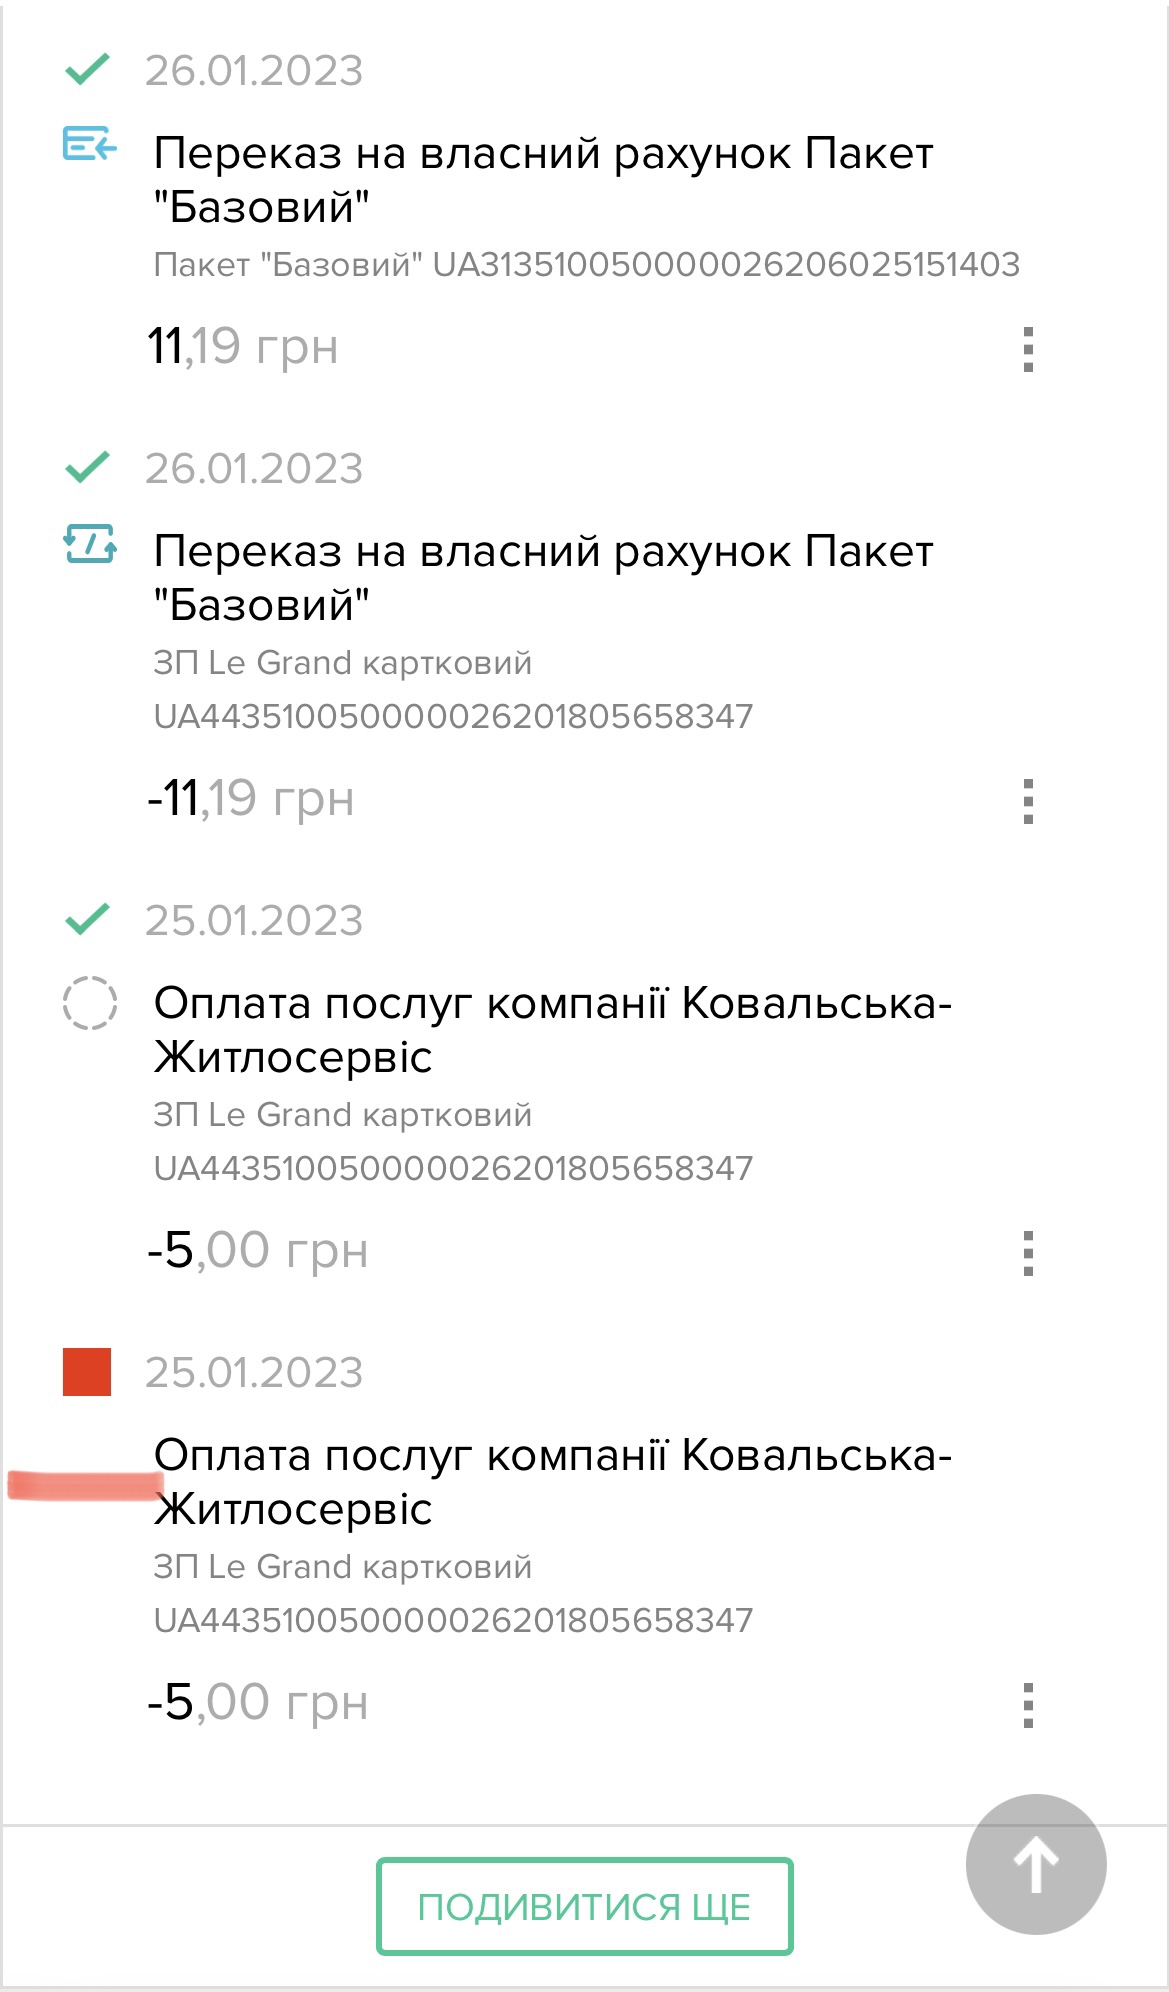 26.01.2023
Переказ на власний рахунок Пакет
"Базовий"
Пакет "Базовий" UA313510050000026206025151403
11,19 грн
26.01.2023
Переказ на власний рахунок Пакет
"Базовий"
ЗП Le Grand картковий
UA443510050000026201805658347
-11,19 грн
25.01.2023
Оплата послуг компанії Ковальська-
Житлосервіс
ЗП Le Grand картковий
UA443510050000026201805658347
-5,00 грн
25.01.2023
Оплата послуг компанії Ковальська-
Житлосервіс
ЗП Le Grand картковий
UA443510050000026201805658347
-5,00 грн
ПОДИВИТИСЯ ЩЕ